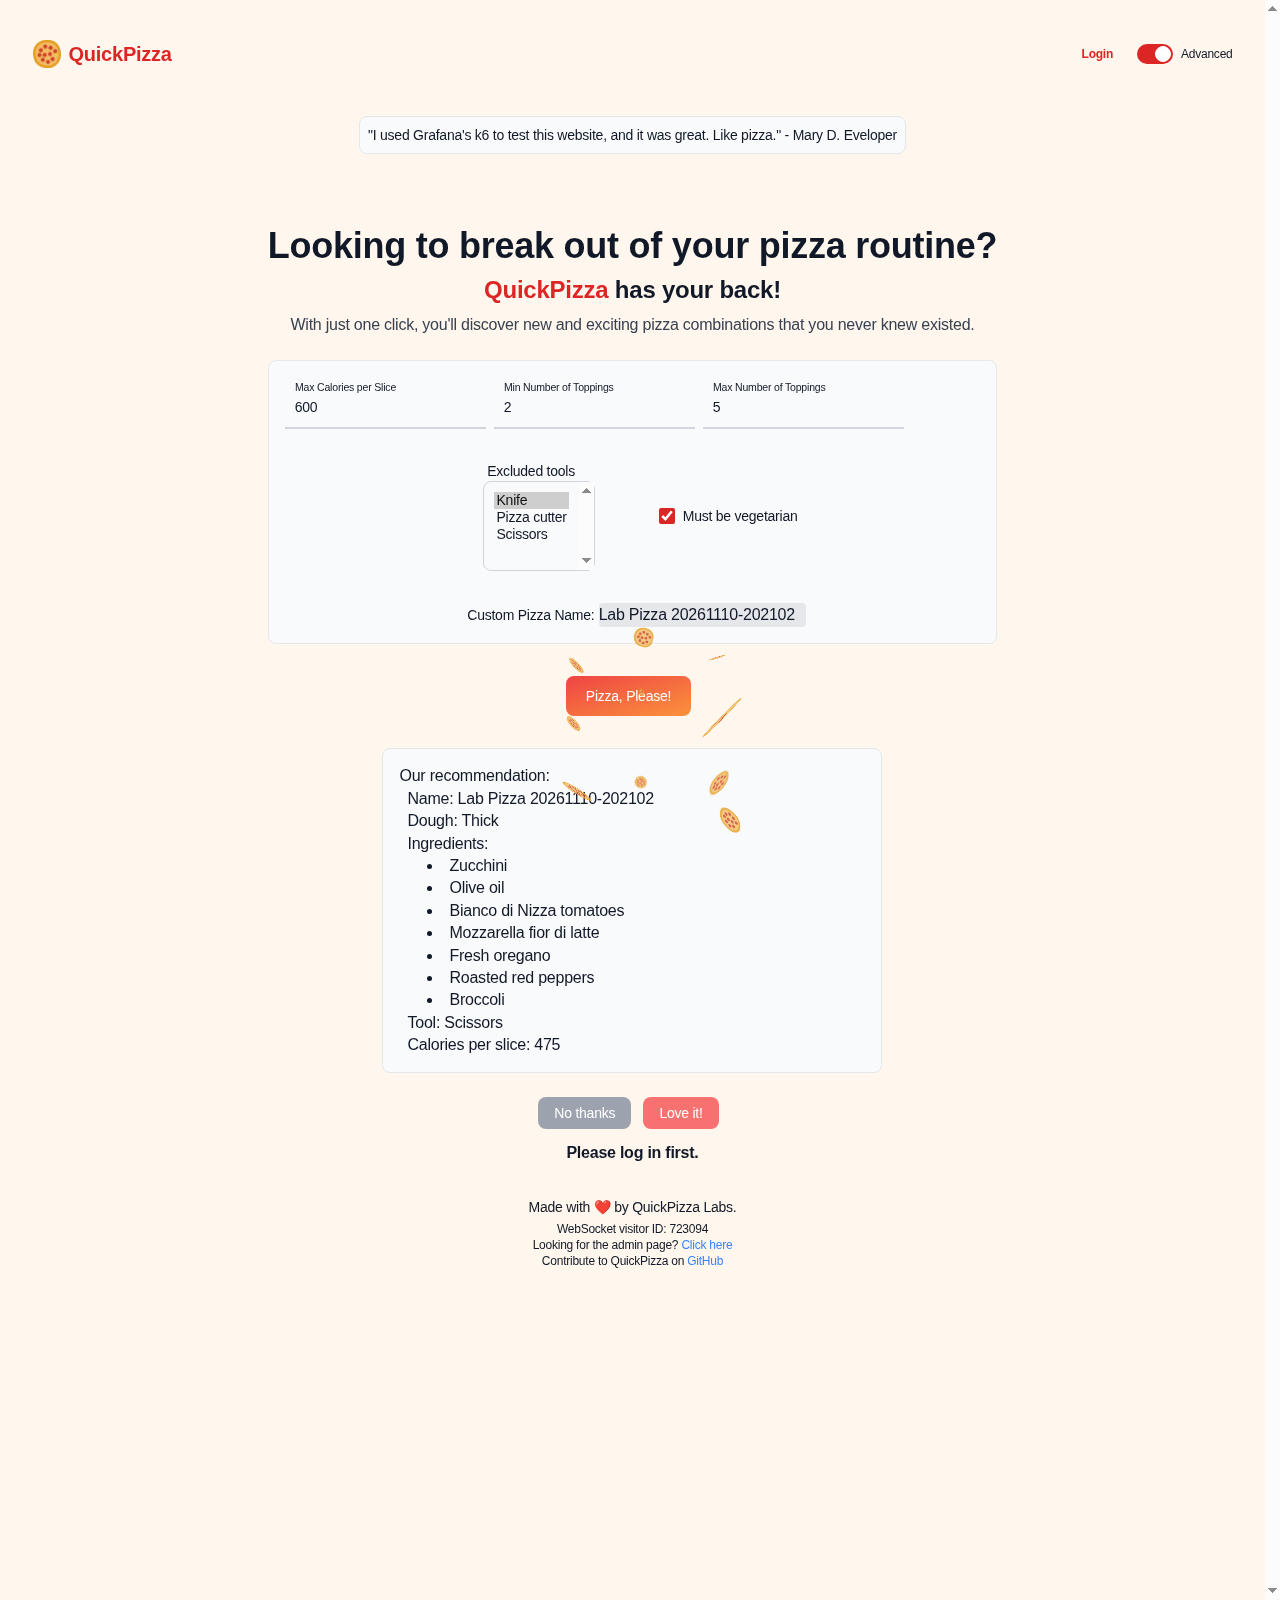 QuickPizza
Login
Advanced
"I used Grafana's k6 to test this website, and it was great. Like pizza." - Mary D. Eveloper
Looking to break out of your pizza routine?
QuickPizza has your back!
With just one click, you'll discover new and exciting pizza combinations that you never knew existed.
Max Calories per Slice
600
Min Number of Toppings
2
Max Number of Toppings
5
Excluded tools
Knife
Pizza cutter
Scissors
Must be vegetarian
Custom Pizza Name: Lab Pizza 20261110-202102
Pizza, Please!
Our recommendation:
Name: Lab Pizza 20261110-202102
Dough: Thick
Ingredients:
Zucchini
Olive oil
Bianco di Nizza tomatoes
Mozzarella fior di latte
Fresh oregano
Roasted red peppers
Broccoli
Tool: Scissors
Calories per slice: 475
No thanks
Love it!
Please log in first.
Made with ❤️ by QuickPizza Labs.
WebSocket visitor ID: 723094
Looking for the admin page? Click here
Contribute to QuickPizza on GitHub